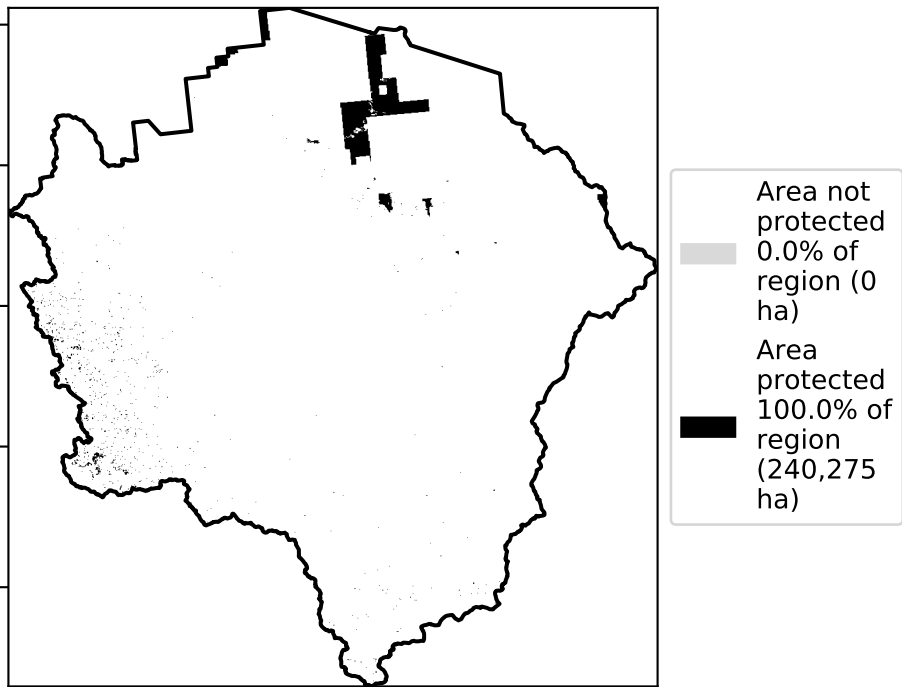 Area not
protected
0.0% of
region (0
ha)
Area
protected
100.0% of
region
(240,275
ha)